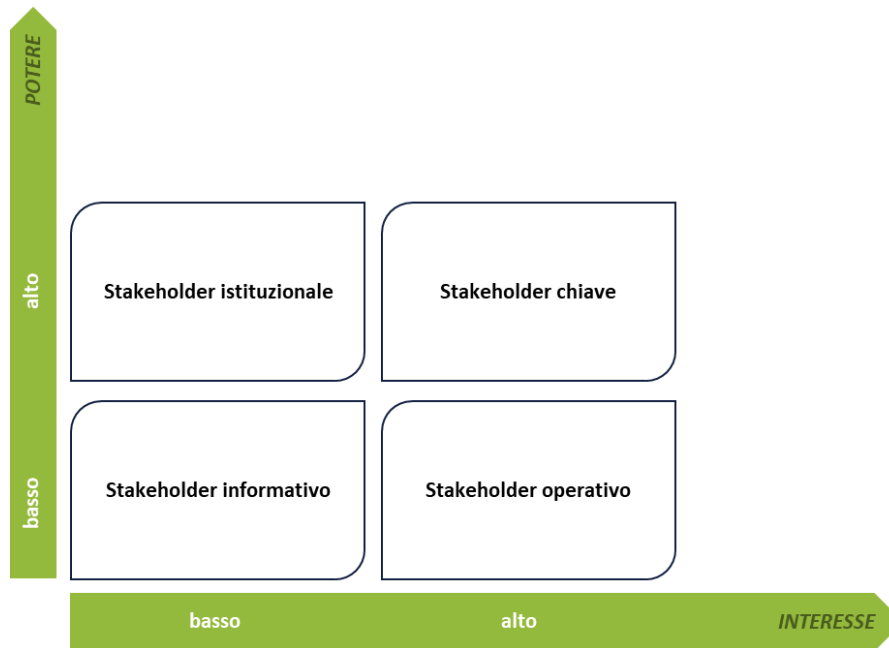 POTERE
alto
Stakeholder istituzionale
Stakeholder chiave
basso
Stakeholder informativo
Stakeholder operativo
basso
alto
INTERESSE